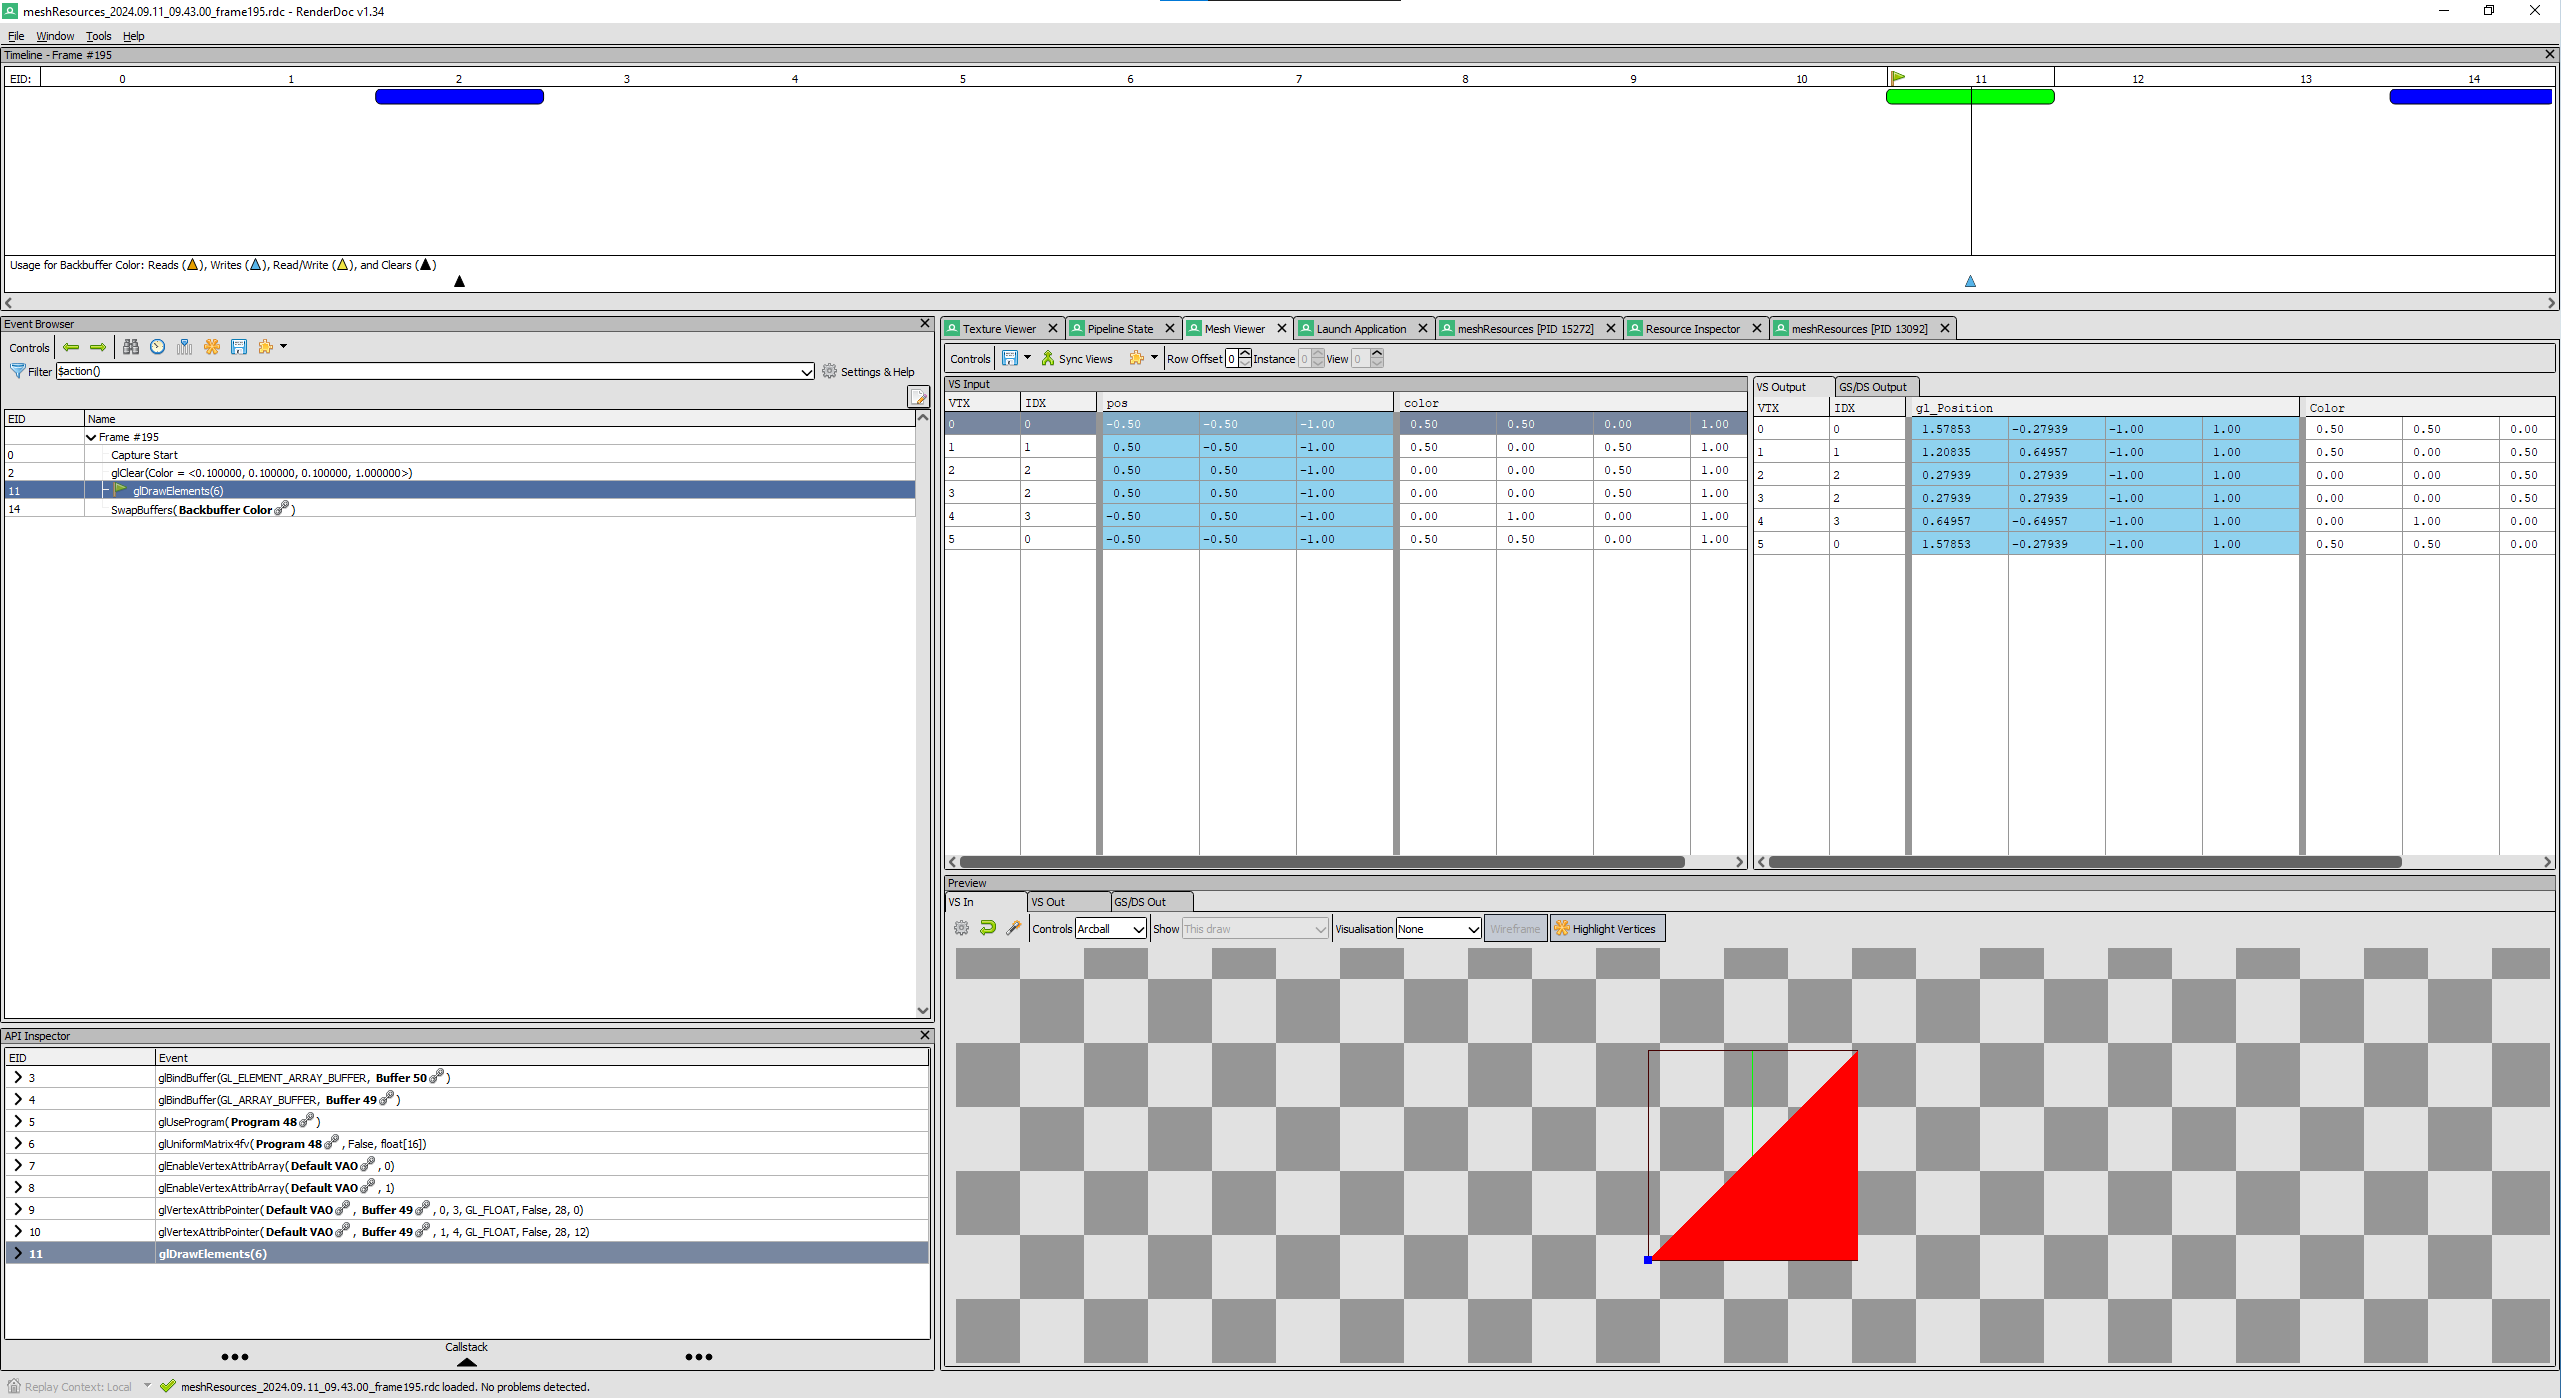 meshResources_2024.09.11_09.43.00_frame195.rdc - RenderDoc v1.34
File Window Tools Help
Timeline - Frame #195
EID: 0 1 2 3 4 5 6 7 8 9 10 11 12 13 14
Usage for Backbuffer Color: Reads (▲), Writes (▲), Read/Write (▲), and Clears (▲)
Event Browser
Controls
Filter $action() Settings & Help
EID Name
Frame #195
0 Capture Start
2 glClear(Color = <0.100000, 0.100000, 0.100000, 1.000000>)
11 glDrawElements(6)
14 SwapBuffers(Backbuffer Color)
API Inspector
EID Event
3 glBindBuffer(GL_ELEMENT_ARRAY_BUFFER, Buffer 50)
4 glBindBuffer(GL_ARRAY_BUFFER, Buffer 49)
5 glUseProgram(Program 48)
6 glUniformMatrix4fv(Program 48, False, float[16])
7 glEnableVertexAttribArray(Default VAO, 0)
8 glEnableVertexAttribArray(Default VAO, 1)
9 glVertexAttribPointer(Default VAO, Buffer 49, 0, 3, GL_FLOAT, False, 28, 0)
10 glVertexAttribPointer(Default VAO, Buffer 49, 1, 4, GL_FLOAT, False, 28, 12)
11 glDrawElements(6)
Callstack
Texture Viewer Pipeline State Mesh Viewer Launch Application meshResources [PID 15272] Resource Inspector meshResources [PID 13092]
Controls Sync Views Row Offset 0 Instance 0 View 0
VS Input
VTX IDX pos color
0 0 -0.50 -0.50 -1.00 0.50 0.50 0.00 1.00
1 1 0.50 -0.50 -1.00 0.50 0.00 0.50 1.00
2 2 0.50 0.50 -1.00 0.00 0.00 0.50 1.00
3 2 0.50 0.50 -1.00 0.00 0.00 0.50 1.00
4 3 -0.50 0.50 -1.00 0.00 1.00 0.00 1.00
5 0 -0.50 -0.50 -1.00 0.50 0.50 0.00 1.00
VS Output GS/DS Output
VTX IDX gl_Position Color
0 0 1.57853 -0.27939 -1.00 1.00 0.50 0.50 0.00
1 1 1.20835 0.64957 -1.00 1.00 0.50 0.00 0.50
2 2 0.27939 0.27939 -1.00 1.00 0.00 0.00 0.50
3 2 0.27939 0.27939 -1.00 1.00 0.00 0.00 0.50
4 3 0.64957 -0.64957 -1.00 1.00 0.00 1.00 0.00
5 0 1.57853 -0.27939 -1.00 1.00 0.50 0.50 0.00
Preview
VS In VS Out GS/DS Out
Controls Arcball Show This draw Visualisation None Wireframe Highlight Vertices
Replay Context: Local meshResources_2024.09.11_09.43.00_frame195.rdc loaded. No problems detected.